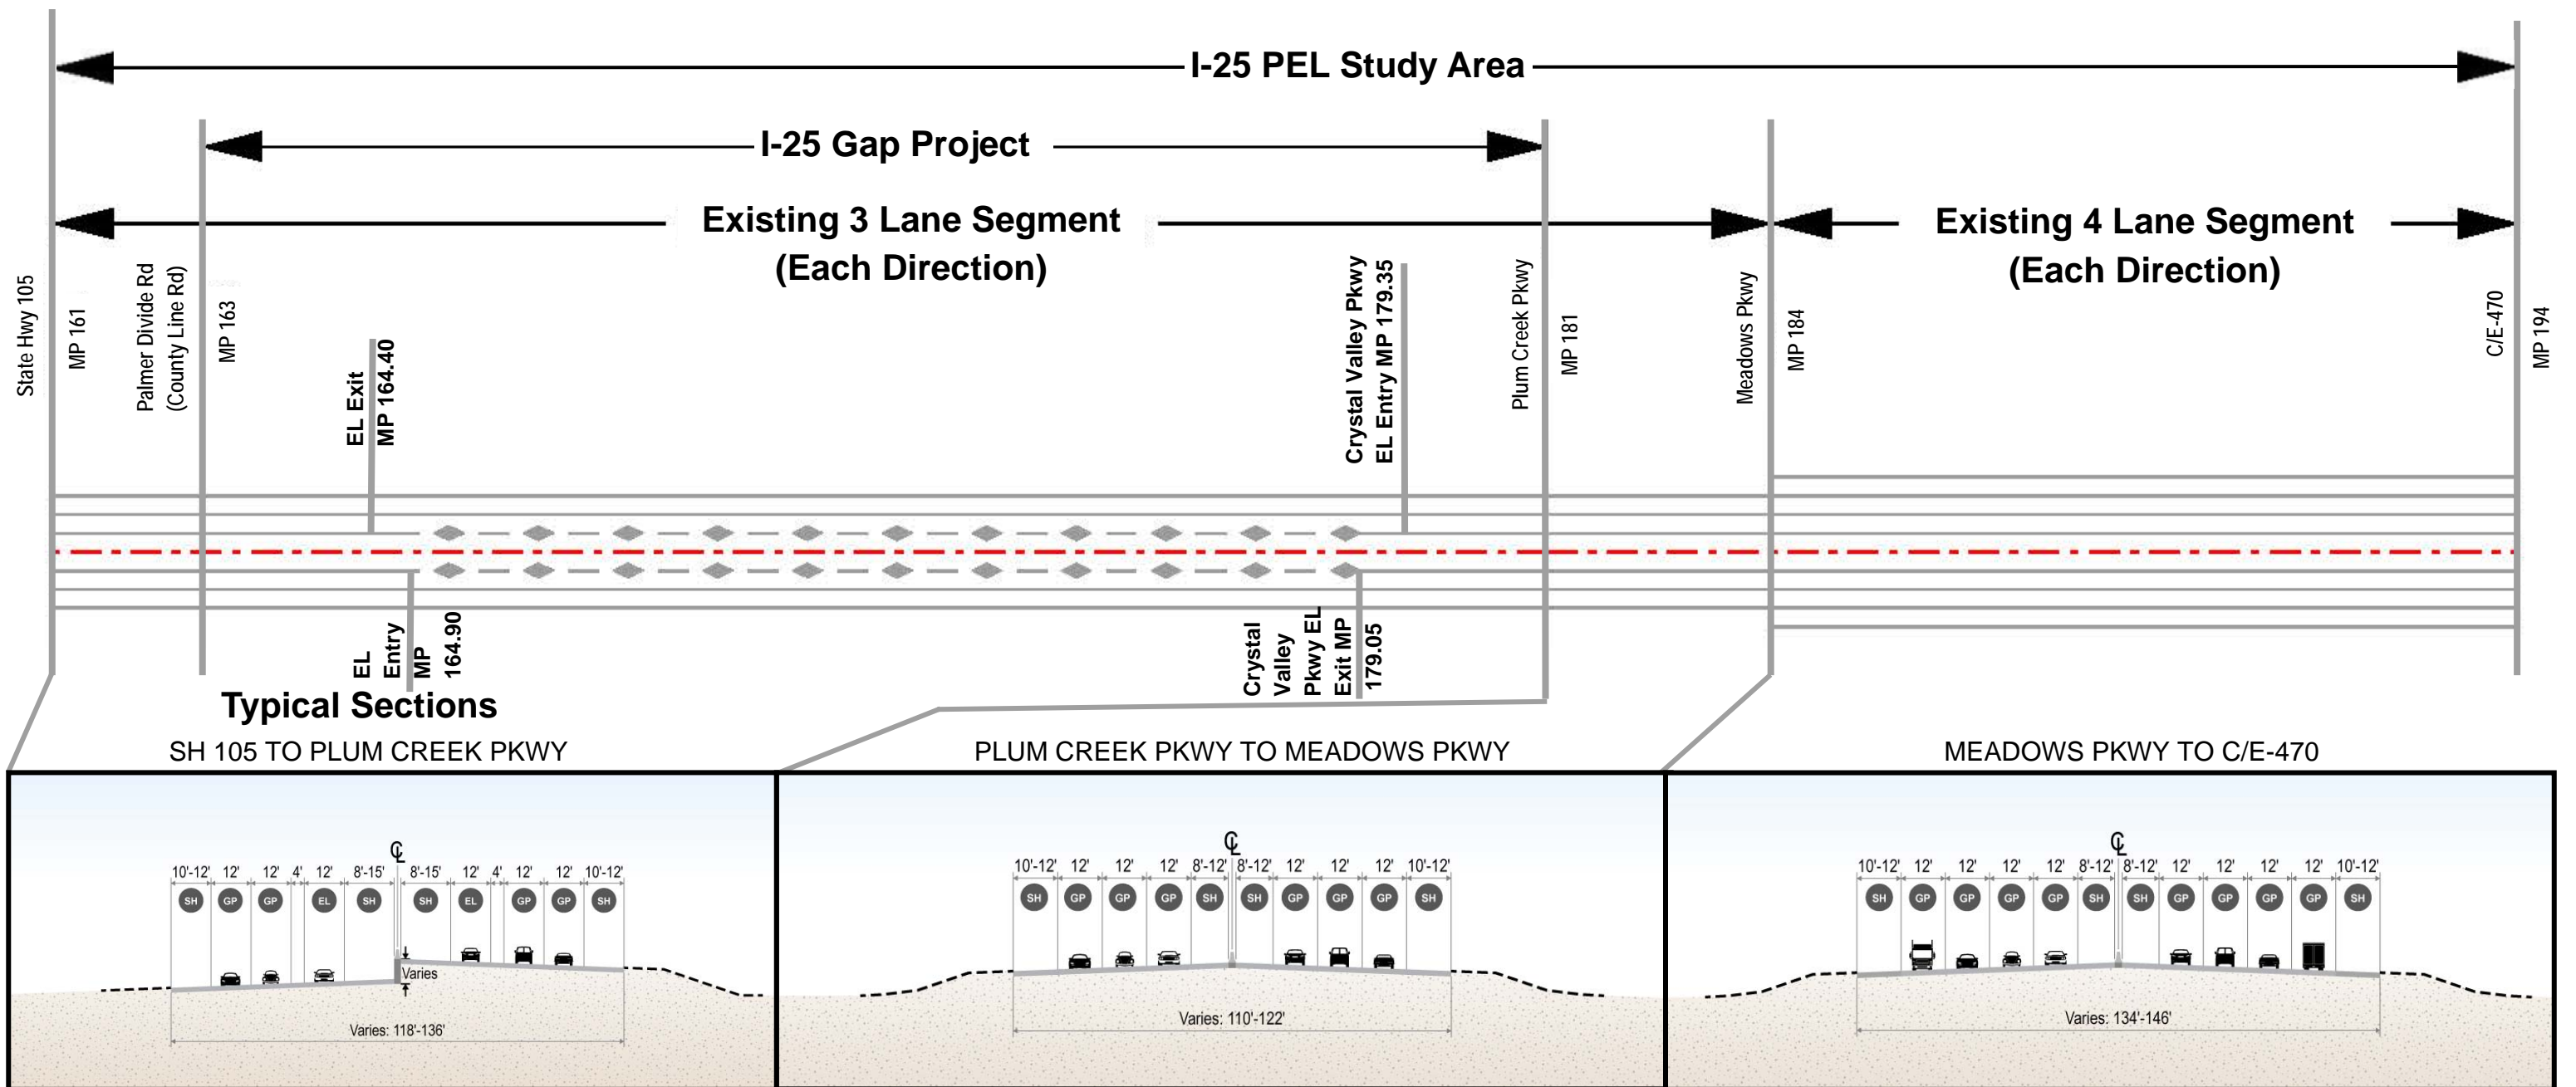 I-25 PEL Study Area
I-25 Gap Project
Existing 3 Lane Segment
(Each Direction)
Existing 4 Lane Segment
(Each Direction)
State Hwy 105
MP 161
Palmer Divide Rd
(County Line Rd)
MP 163
EL Exit
MP 164.40
Crystal Valley Pkwy
EL Entry MP 179.35
Plum Creek Pkwy
MP 181
Meadows Pkwy
MP 184
C/E-470
MP 194
EL
Entry
MP
164.90
Crystal
Valley
Pkwy EL
Exit MP
179.05
Typical Sections
SH 105 TO PLUM CREEK PKWY
PLUM CREEK PKWY TO MEADOWS PKWY
MEADOWS PKWY TO C/E-470
CL
10'-12' 12' 12' 4' 12' 8'-15' 8'-15' 12' 4' 12' 12' 10'-12'
SH GP GP EL SH SH EL GP GP SH
Varies
Varies: 118'-136'
CL
10'-12' 12' 12' 12' 8'-12' 8'-12' 12' 12' 12' 10'-12'
SH GP GP GP SH SH GP GP GP SH
Varies: 110'-122'
CL
10'-12' 12' 12' 12' 12' 8'-12' 8'-12' 12' 12' 12' 12' 10'-12'
SH GP GP GP GP SH SH GP GP GP GP SH
Varies: 134'-146'